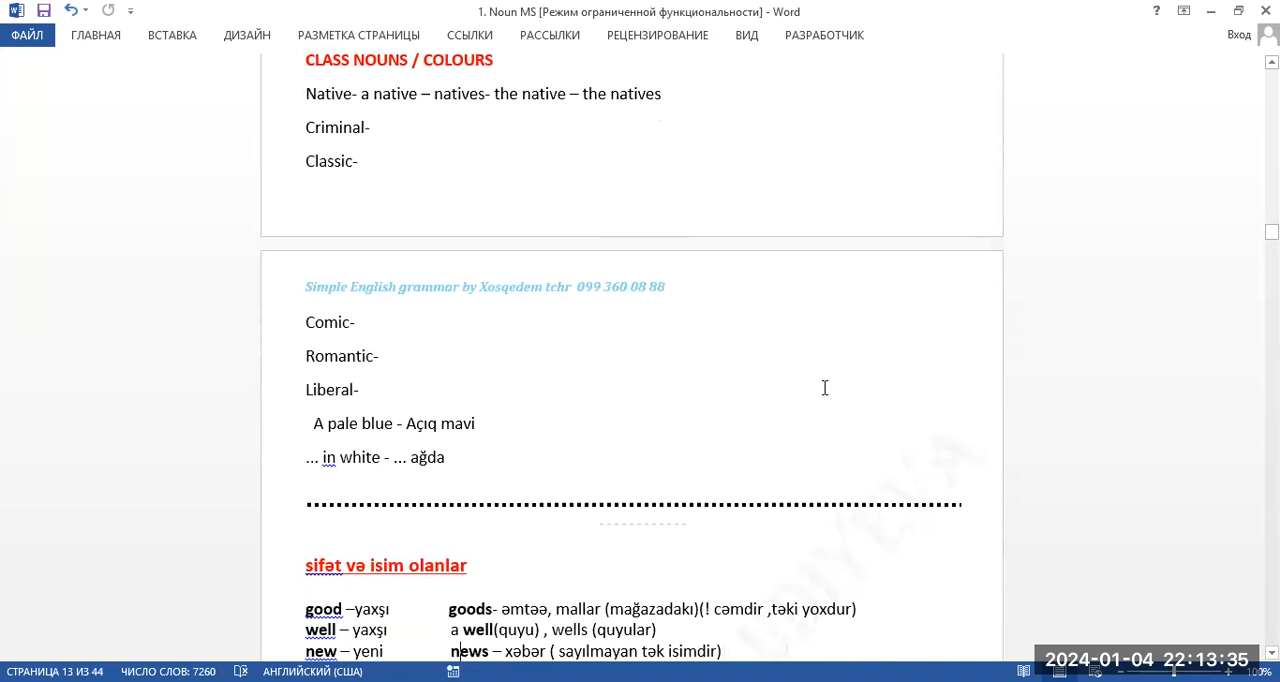 1. Noun MS [Режим ограниченной функциональности] - Word
ФАЙЛ ГЛАВНАЯ ВСТАВКА ДИЗАЙН РАЗМЕТКА СТРАНИЦЫ ССЫЛКИ РАССЫЛКИ РЕЦЕНЗИРОВАНИЕ ВИД РАЗРАБОТЧИК Вход
CLASS NOUNS / COLOURS
Native- a native – natives- the native – the natives
Criminal-
Classic-
Simple English grammar by Xosqedem tchr 099 360 08 88
Comic-
Romantic-
Liberal-
A pale blue - Açıq mavi
... in white - ... ağda
sifət və isim olanlar
good –yaxşı goods- əmtəə, mallar (mağazadakı)(! cəmdir ,təki yoxdur)
well – yaxşı a well(quyu) , wells (quyular)
new – yeni news – xəbər ( sayılmayan tək isimdir)
СТРАНИЦА 13 ИЗ 44 ЧИСЛО СЛОВ: 7260 АНГЛИЙСКИЙ (США) 100%
2024-01-04 22:13:35